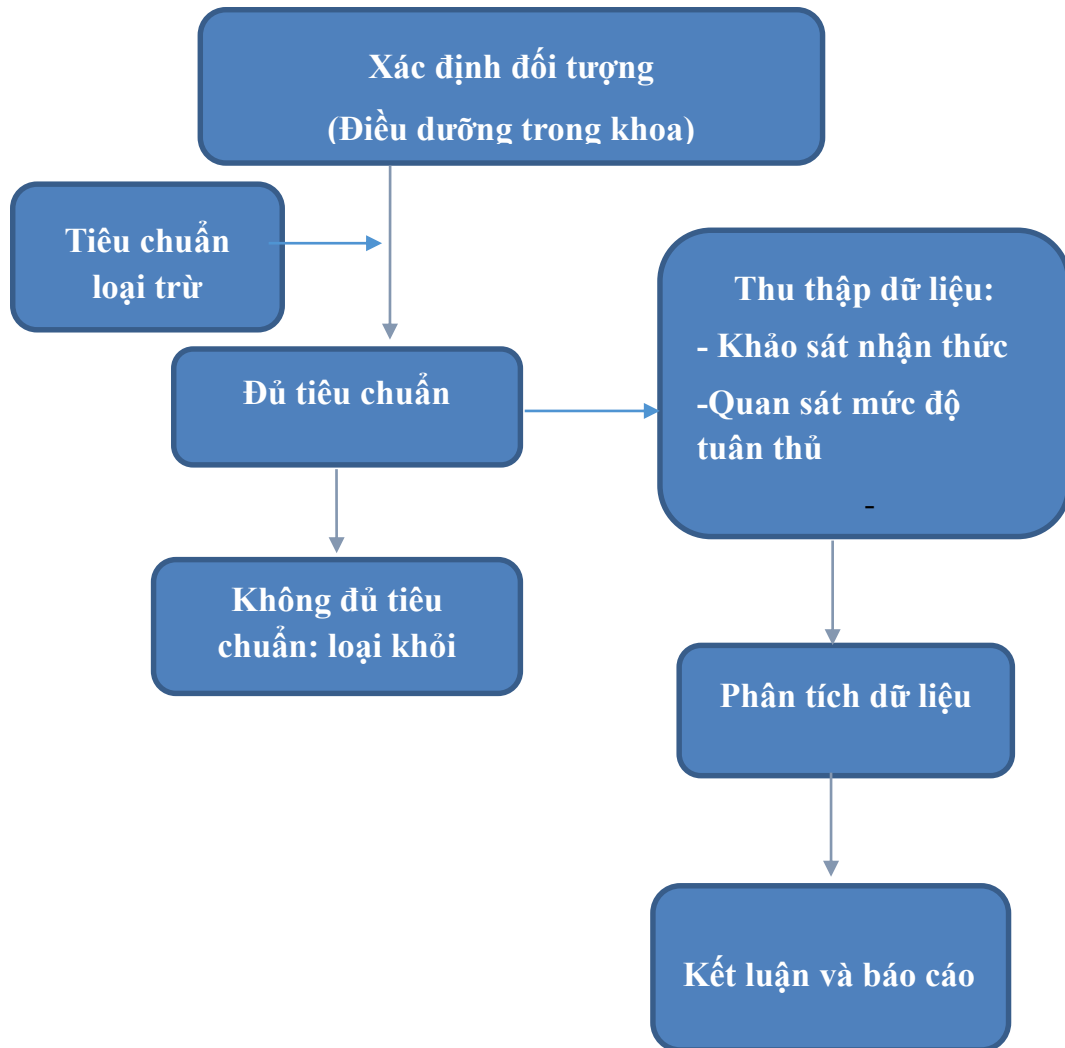 Xác định đối tượng
(Điều dưỡng trong khoa)
Tiêu chuẩn
loại trừ
Đủ tiêu chuẩn
Thu thập dữ liệu:
- Khảo sát nhận thức
-Quan sát mức độ
tuân thủ
-
Không đủ tiêu
chuẩn: loại khỏi
Phân tích dữ liệu
Kết luận và báo cáo